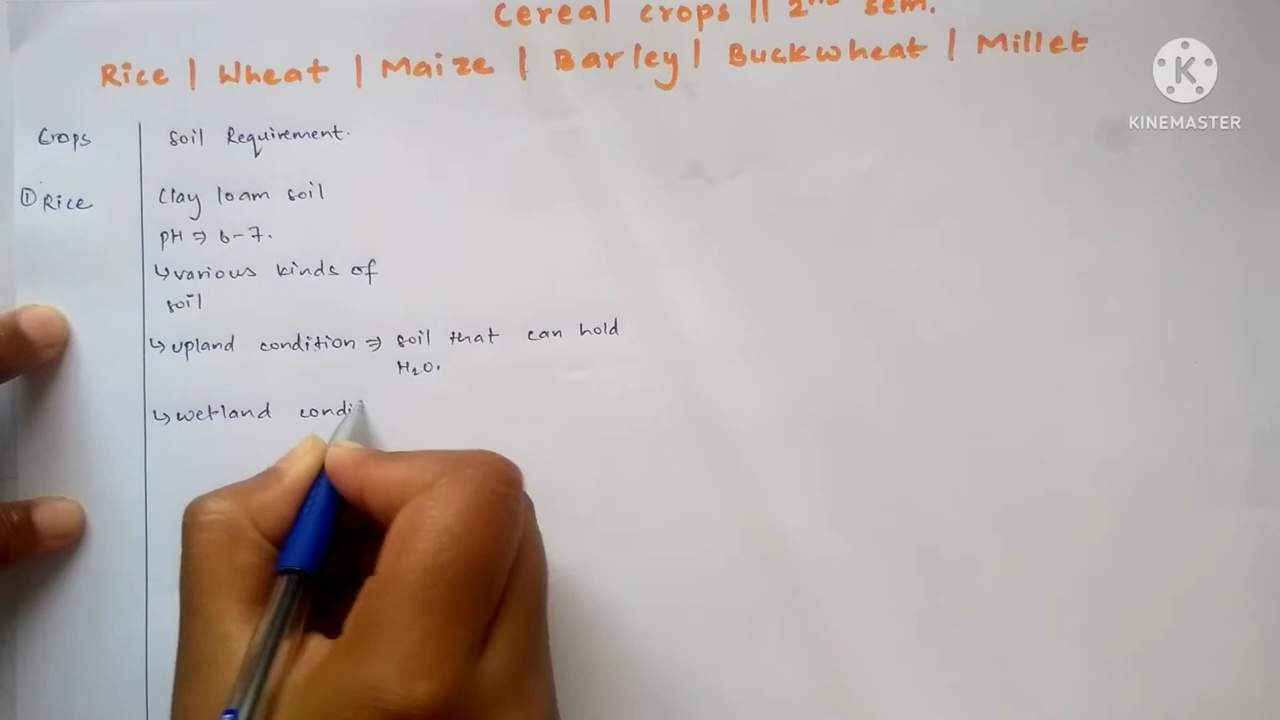 Cereal crops || 2nd sem.
Rice | Wheat | Maize | Barley | Buckwheat | Millet
K
KINEMASTER
Crops
Soil Requirement.
① Rice
Clay loam soil
pH ⇒ 6-7.
↳ various kinds of
soil
↳ upland condition ⇒ soil that can hold
H₂O.
↳ wetland condi